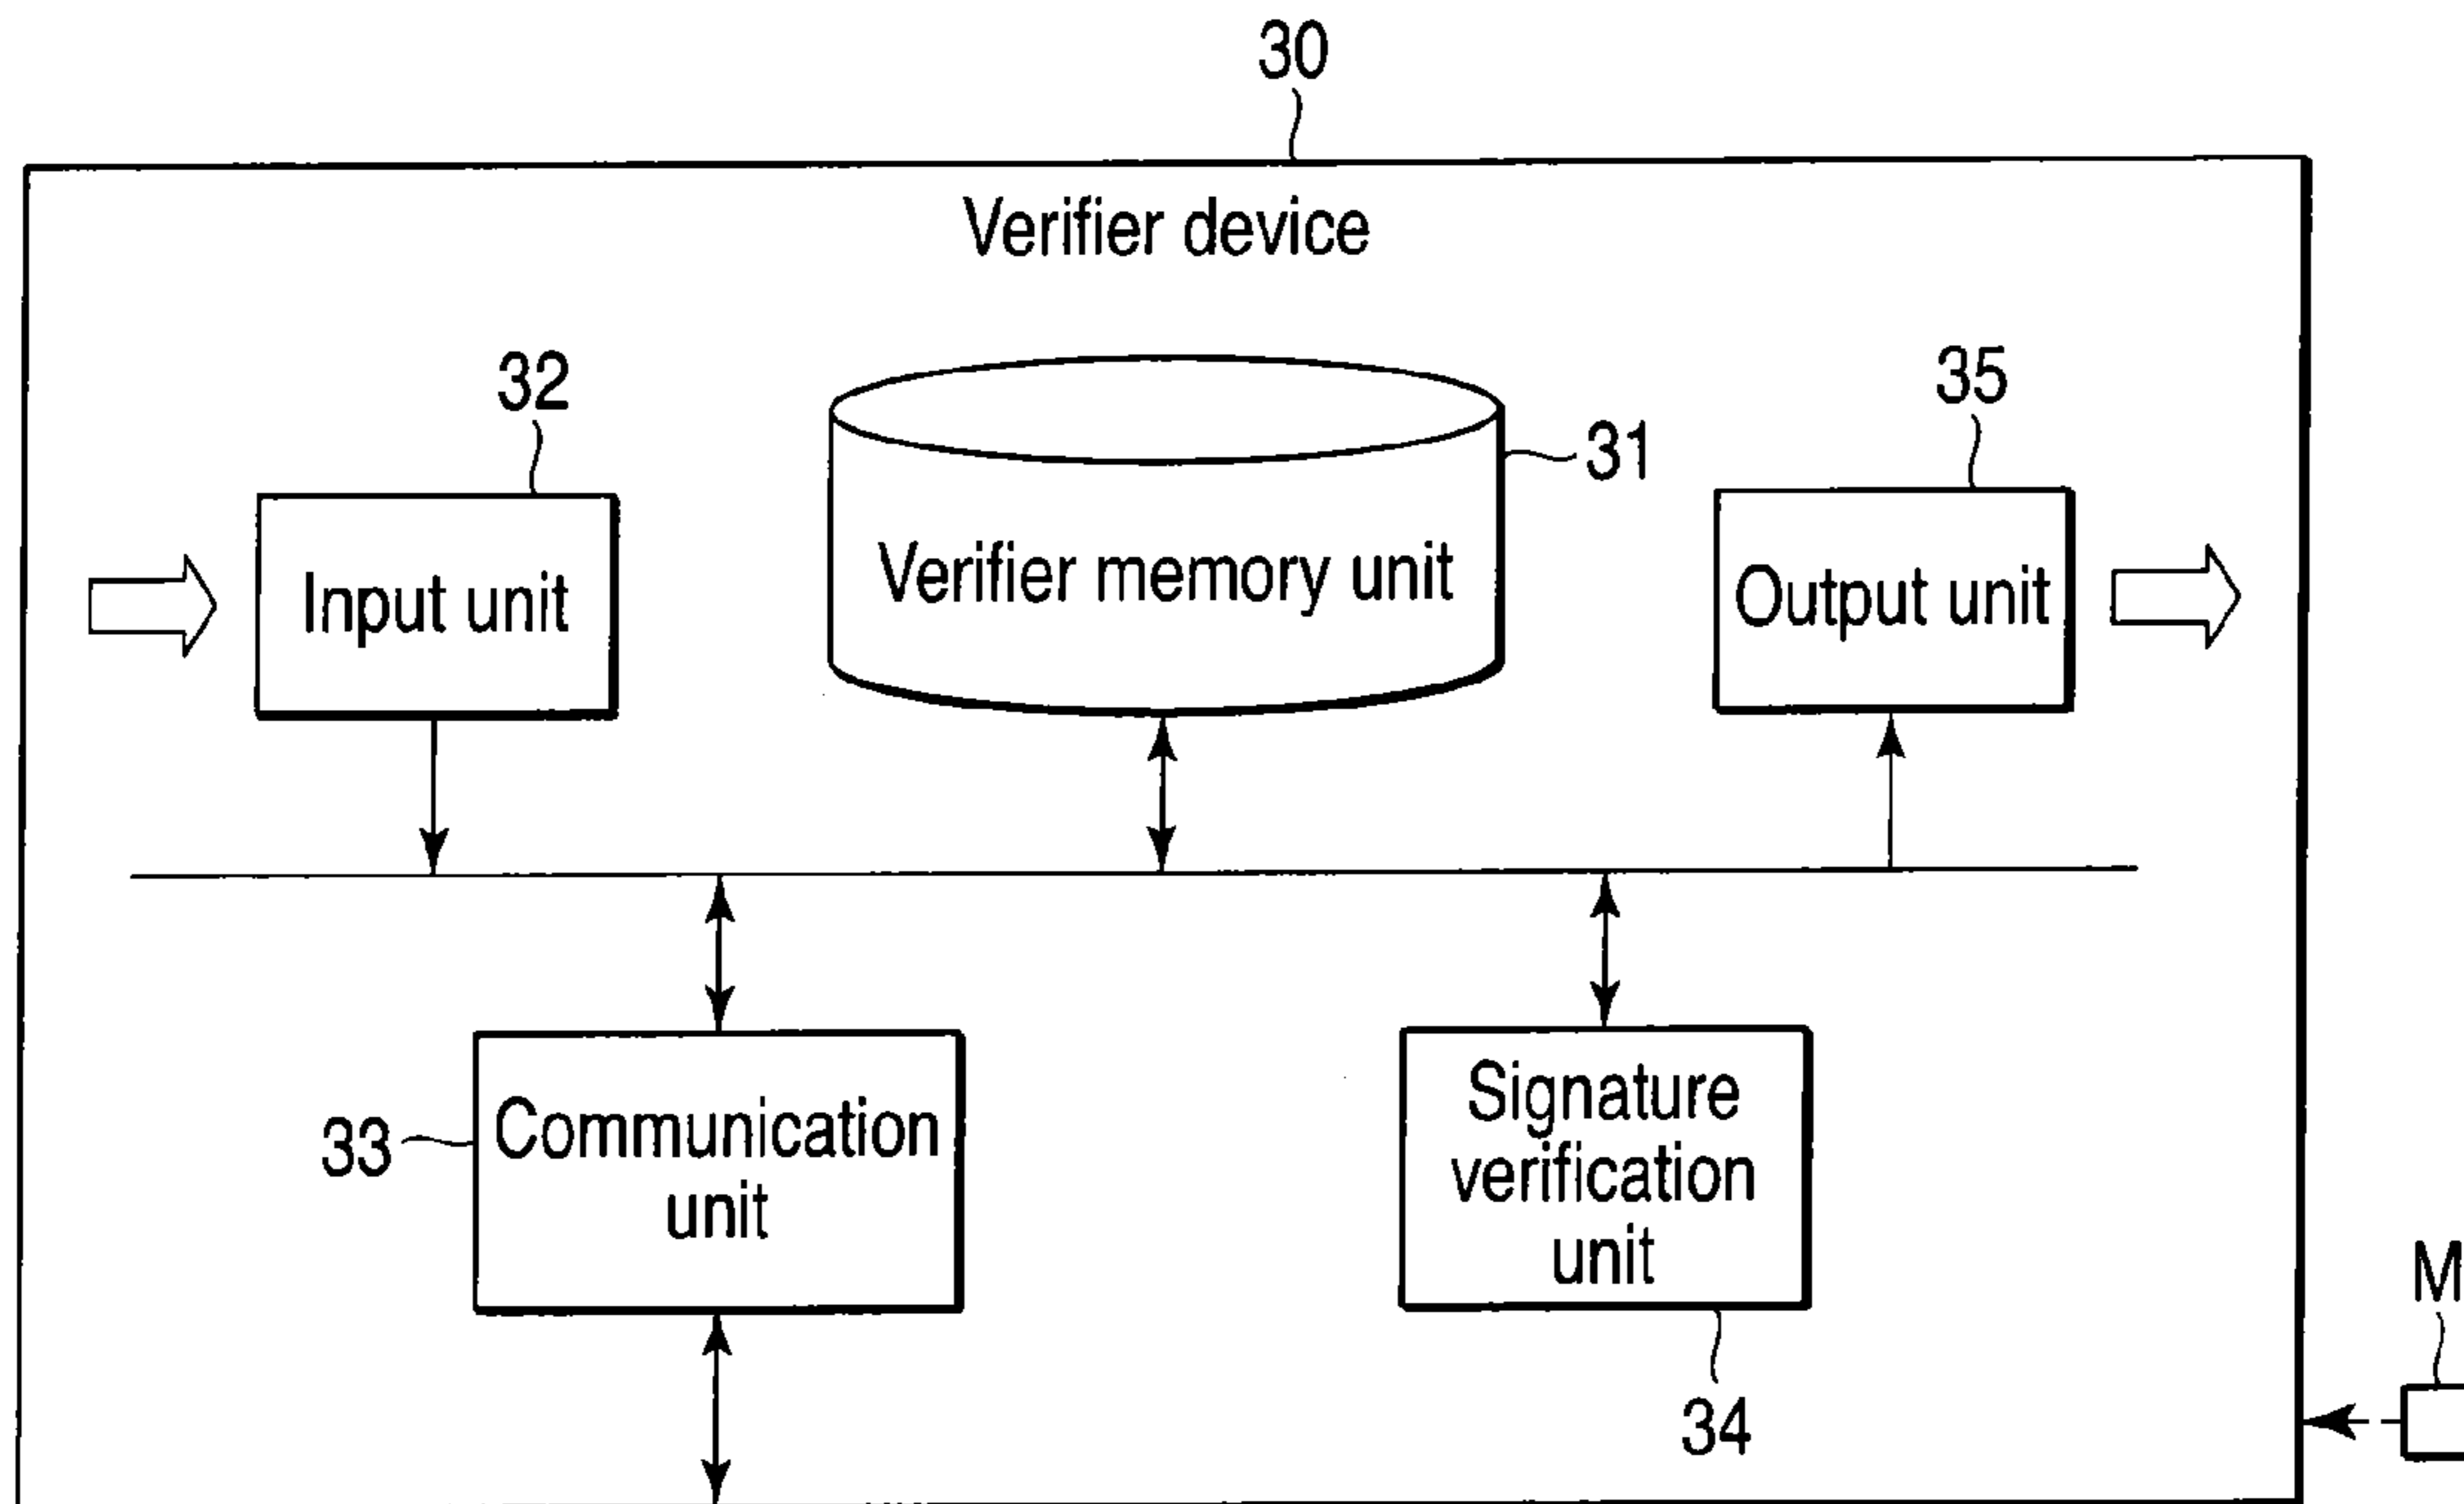 30
Verifier device
32
35
31
Input unit
Verifier memory unit
Output unit
33
Communication
unit
Signature
verification
unit
34
M